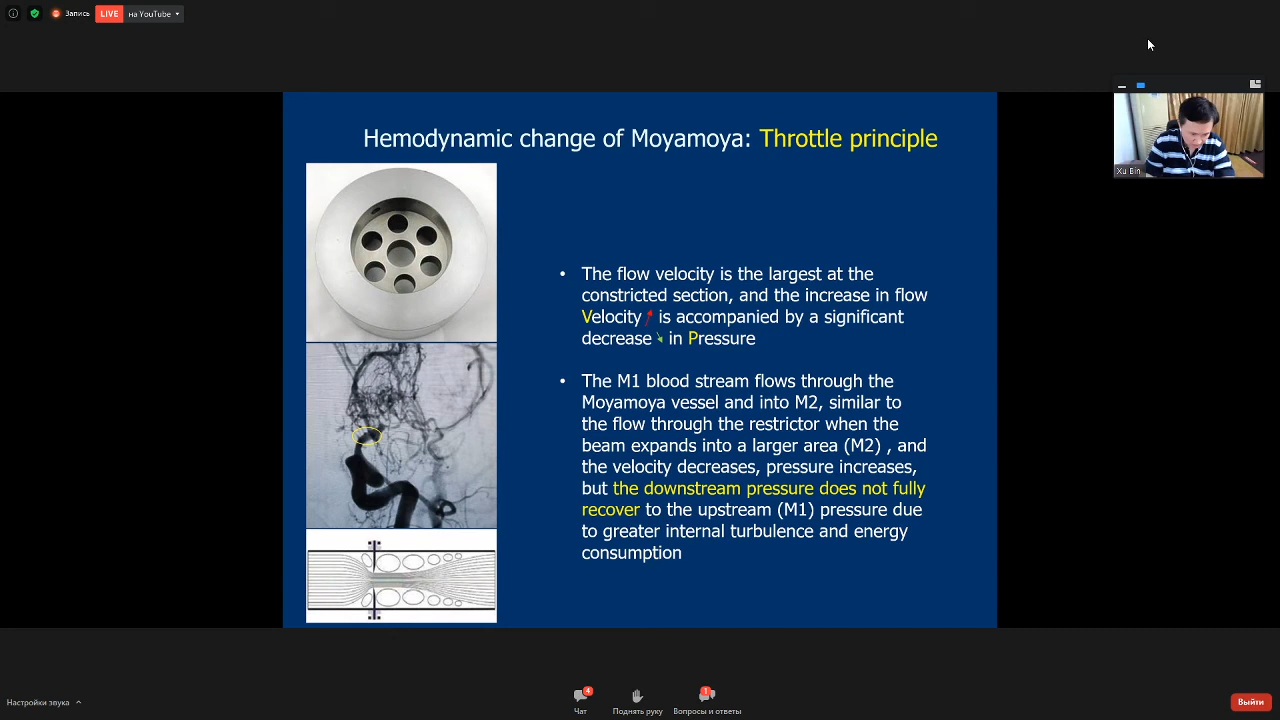 Запись
LIVE
на YouTube
Xu Bin
Hemodynamic change of Moyamoya: Throttle principle
• The flow velocity is the largest at the
constricted section, and the increase in flow
Velocity is accompanied by a significant
decrease in Pressure
• The M1 blood stream flows through the
Moyamoya vessel and into M2, similar to
the flow through the restrictor when the
beam expands into a larger area (M2) , and
the velocity decreases, pressure increases,
but the downstream pressure does not fully
recover to the upstream (M1) pressure due
to greater internal turbulence and energy
consumption
Настройки звука
4
Чат
Поднять руку
1
Вопросы и ответы
Выйти